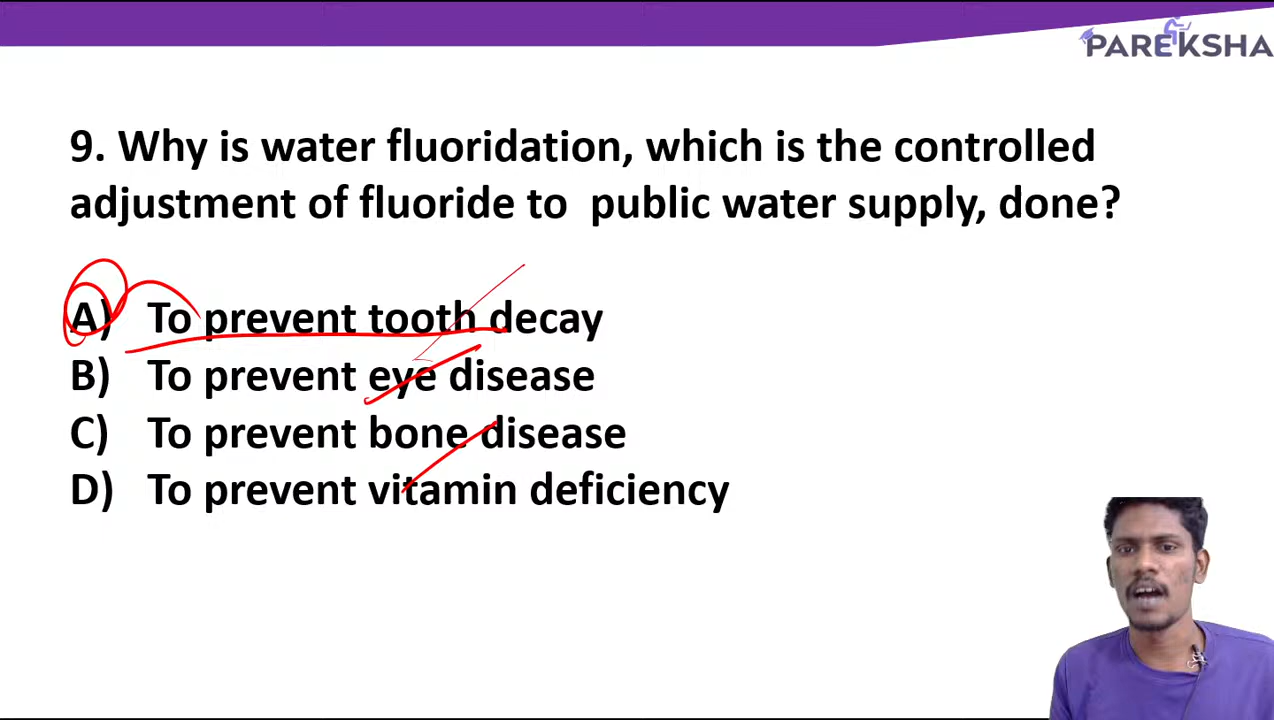 PAREKSHA
9. Why is water fluoridation, which is the controlled
adjustment of fluoride to public water supply, done?
A) To prevent tooth decay
B) To prevent eye disease
C) To prevent bone disease
D) To prevent vitamin deficiency